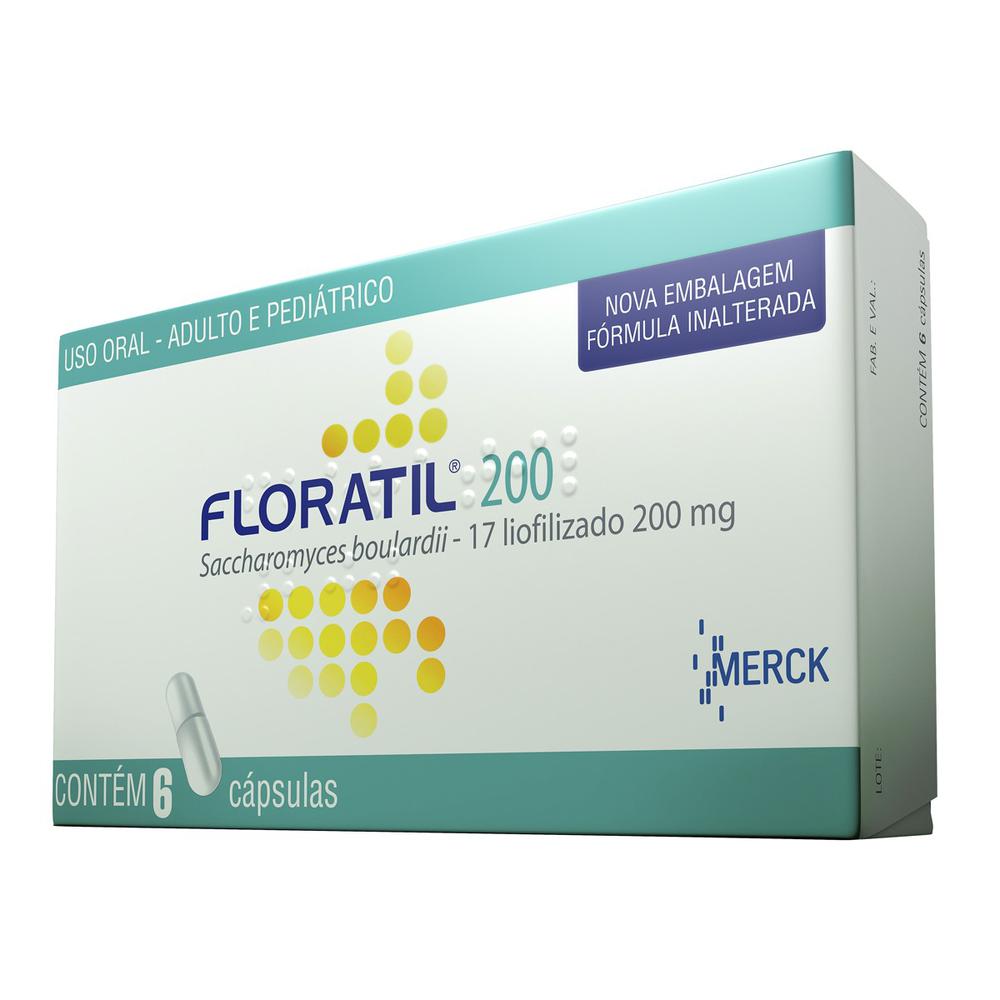 USO ORAL - ADULTO E PEDIÁTRICO
NOVA EMBALAGEM
FÓRMULA INALTERADA
FLORATIL® 200
Saccharomyces boulardii - 17 liofilizado 200 mg
MERCK
CONTÉM 6 cápsulas
FAB. E VAL.:
CONTÉM 6 cápsulas
LOTE: